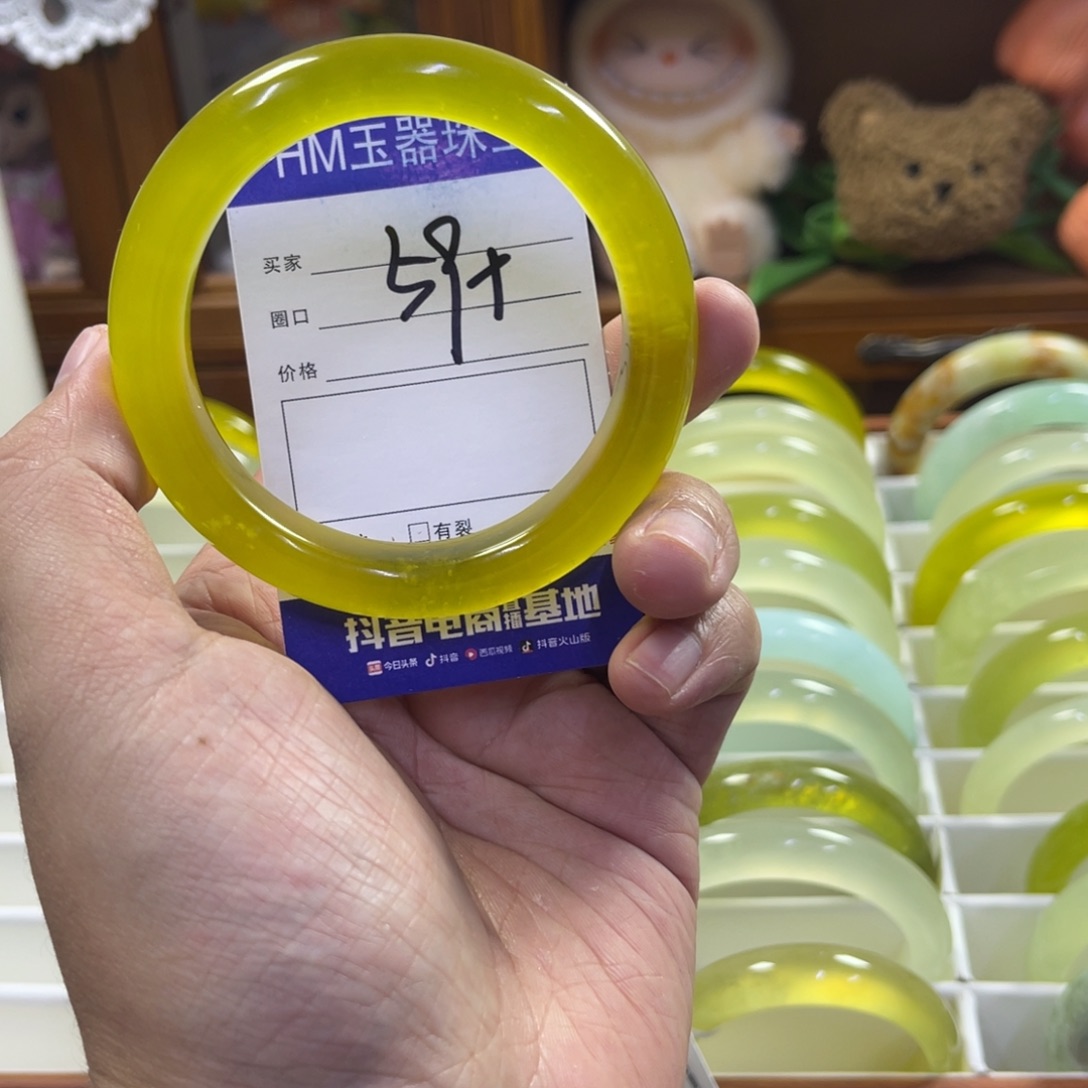 HM玉器珠
买家
圈口
59+
价格
有裂
抖音电商直播基地
今日头条 抖音 西瓜视频 抖音火山版